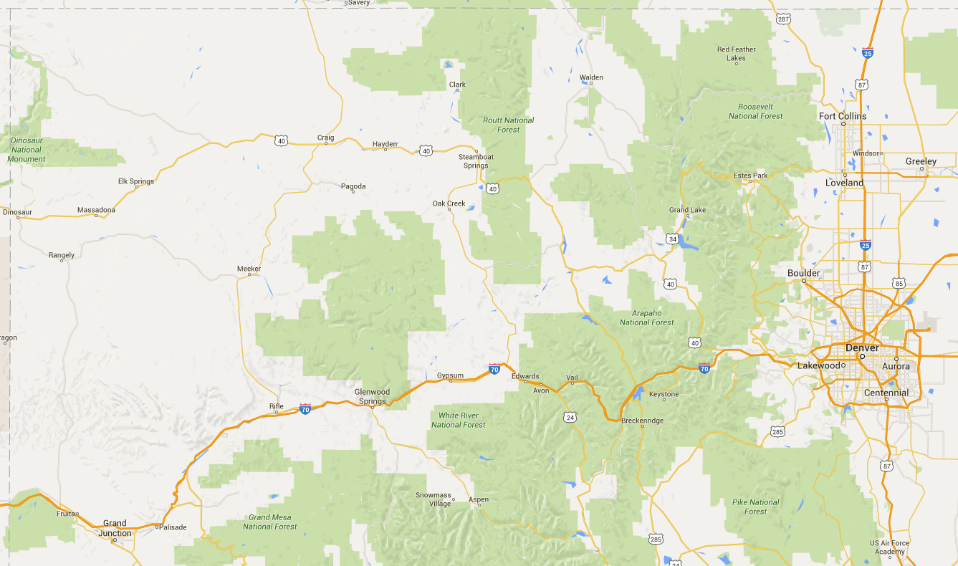 Savery
287
Red Feather
Lakes
25
Walden
Clark
87
Roosevelt
National Forest
Fort Collins
Routt National
Forest
Dinosaur
National
Monument
40
Craig
Hayden
40
Steamboat
Springs
Windsor
Greeley
Elk Springs
Pagoda
40
Estes Park
Loveland
Dinosaur
Massadona
Oak Creek
Grand Lake
34
25
Rangely
Meeker
87
Boulder
40
85
Arapaho
National Forest
40
Denver
70
70
Lakewood
Aurora
Gypsum
Edwards
Vail
Avon
Keystone
Centennial
Glenwood
Springs
Rifle
70
White River
National Forest
24
Breckenridge
285
87
Snowmass
Village
Aspen
Pike National
Forest
Fruita
Grand
Junction
Palisade
Grand Mesa
National Forest
285
US Air Force
Academy
24